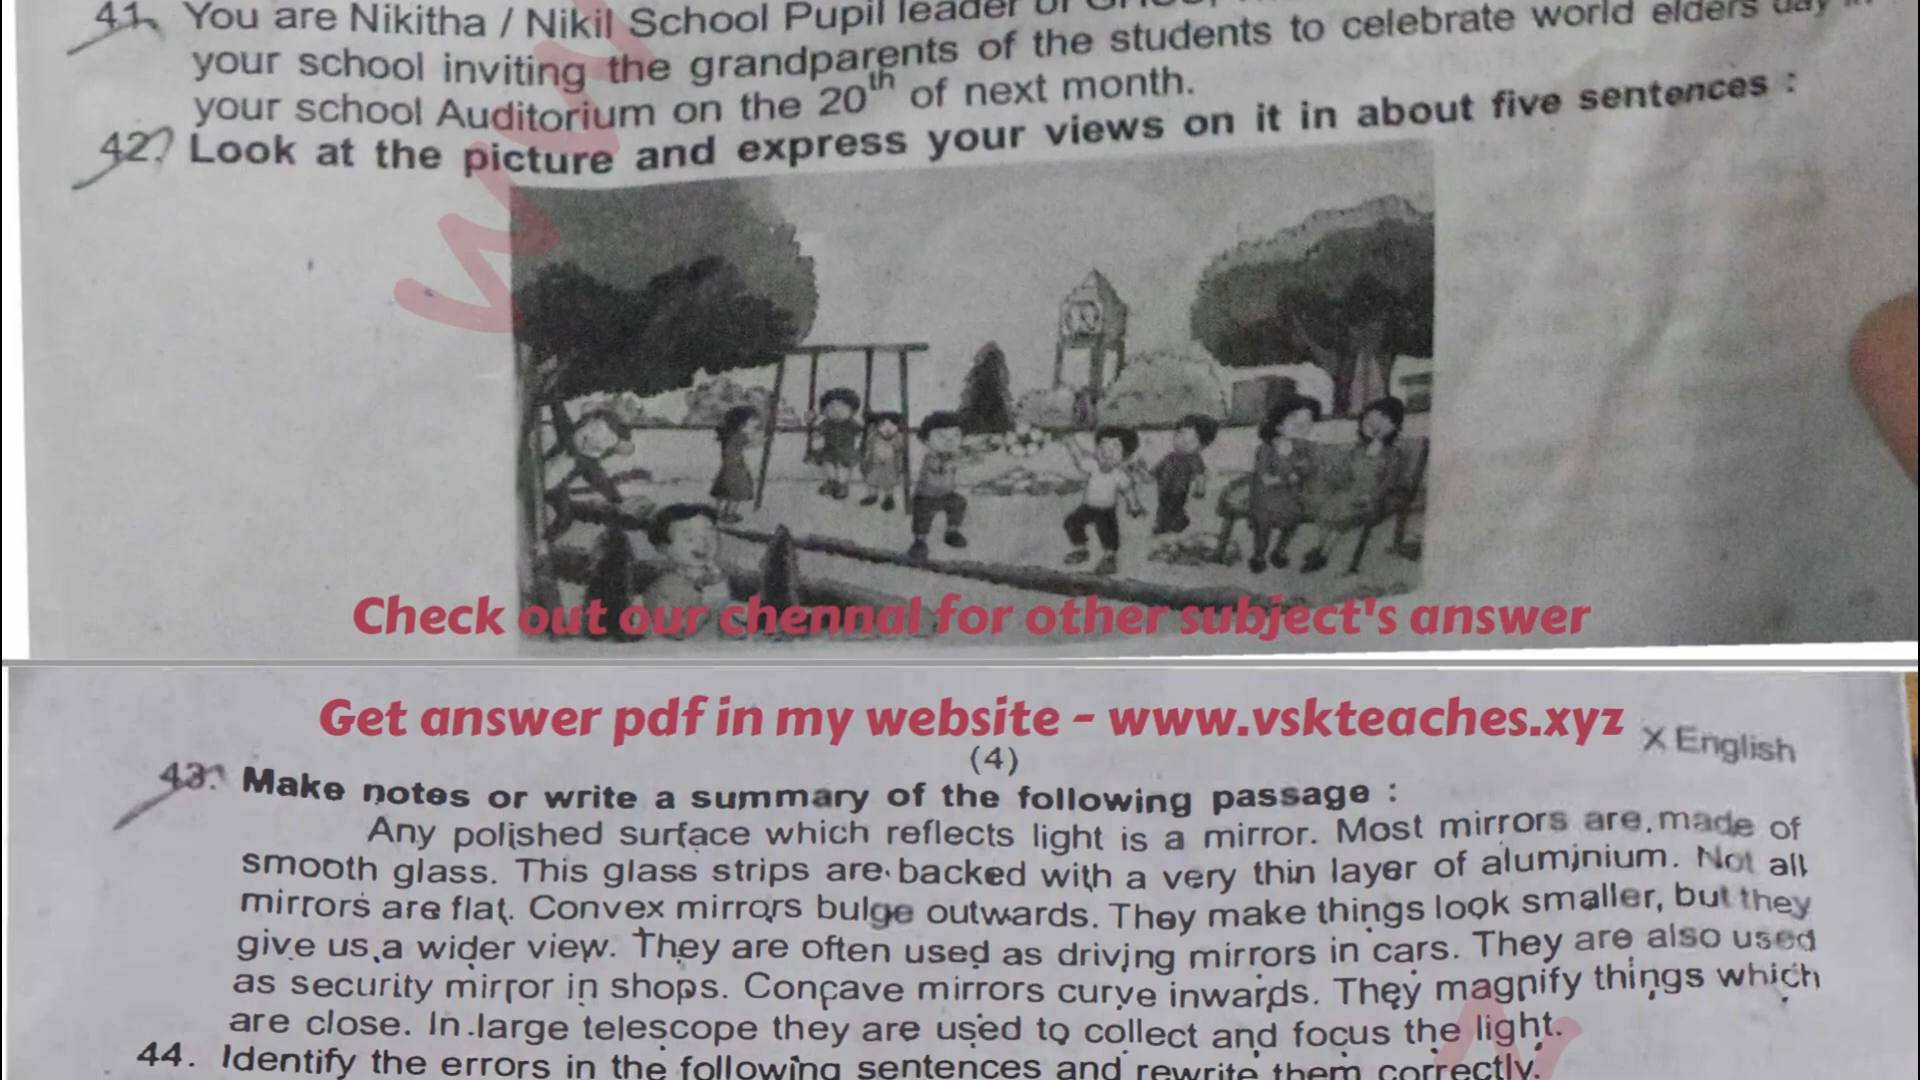 41. You are Nikitha / Nikil School Pupil leader of
your school inviting the grandparents of the students to celebrate world elders day in
your school Auditorium on the 20th of next month.
42. Look at the picture and express your views on it in about five sentences :
Check out our chennal for other subject's answer
Get answer pdf in my website - www.vskteaches.xyz
X English
(4)
43. Make notes or write a summary of the following passage :
Any polished surface which reflects light is a mirror. Most mirrors are made of
smooth glass. This glass strips are backed with a very thin layer of aluminium. Not all
mirrors are flat. Convex mirrors bulge outwards. They make things look smaller, but they
give us a wider view. They are often used as driving mirrors in cars. They are also used
as security mirror in shops. Concave mirrors curve inwards. They magnify things which
are close. In large telescope they are used to collect and focus the light.
44. Identify the errors in the following sentences and rewrite them correctly.